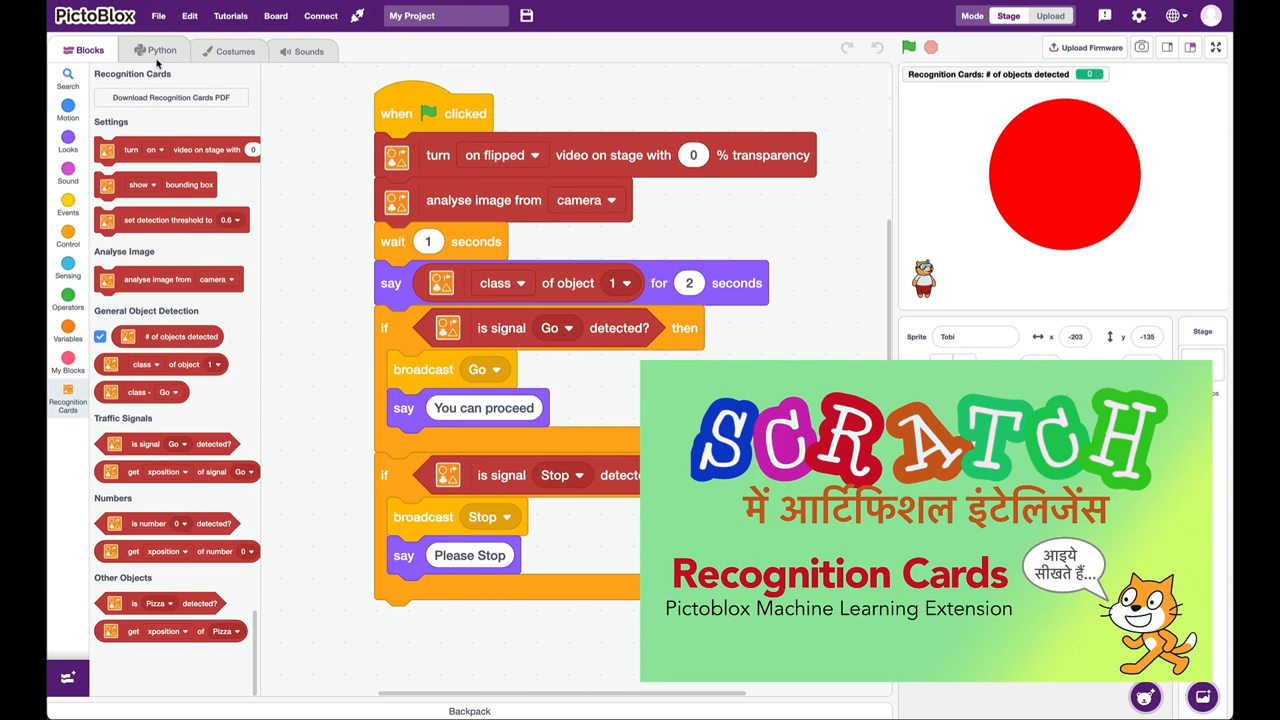 PictoBlox
File
Edit
Tutorials
Board
Connect
My Project
Mode
Stage
Upload
Blocks
Python
Costumes
Sounds
Upload Firmware
Search
Motion
Looks
Sound
Events
Control
Sensing
Operators
Variables
My Blocks
Recognition
Cards
Recognition Cards
Download Recognition Cards PDF
Settings
turn on video on stage with 0
show bounding box
set detection threshold to 0.6
Analyse Image
analyse image from camera
General Object Detection
# of objects detected
class of object 1
class - Go
Traffic Signals
is signal Go detected?
get xposition of signal Go
Numbers
is number 0 detected?
get xposition of number 0
Other Objects
is Pizza detected?
get xposition of Pizza
when clicked
turn on flipped video on stage with 0 % transparency
analyse image from camera
wait 1 seconds
say class of object 1 for 2 seconds
if is signal Go detected? then
broadcast Go
say You can proceed
if is signal Stop
broadcast Stop
say Please Stop
Recognition Cards: # of objects detected 0
Sprite Tobi x -203 y -135
Stage
SCRATCH
में आर्टिफिशल इंटेलिजेंस
Recognition Cards
Pictoblox Machine Learning Extension
आइये
सीखते हैं...
Backpack